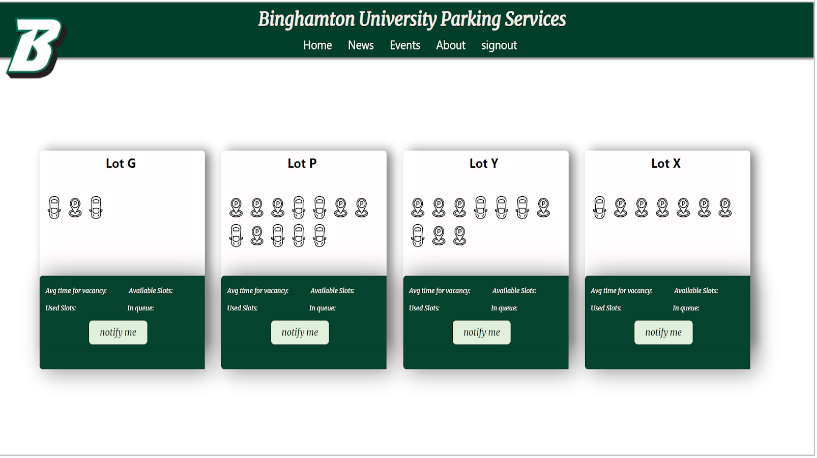 Binghamton University Parking Services
B
Home News Events About signout
Lot G
Avg time for vacancy: Available Slots:
Used Slots: In queue:
notify me
Lot P
Avg time for vacancy: Available Slots:
Used Slots: In queue:
notify me
Lot Y
Avg time for vacancy: Available Slots:
Used Slots: In queue:
notify me
Lot X
Avg time for vacancy: Available Slots:
Used Slots: In queue:
notify me